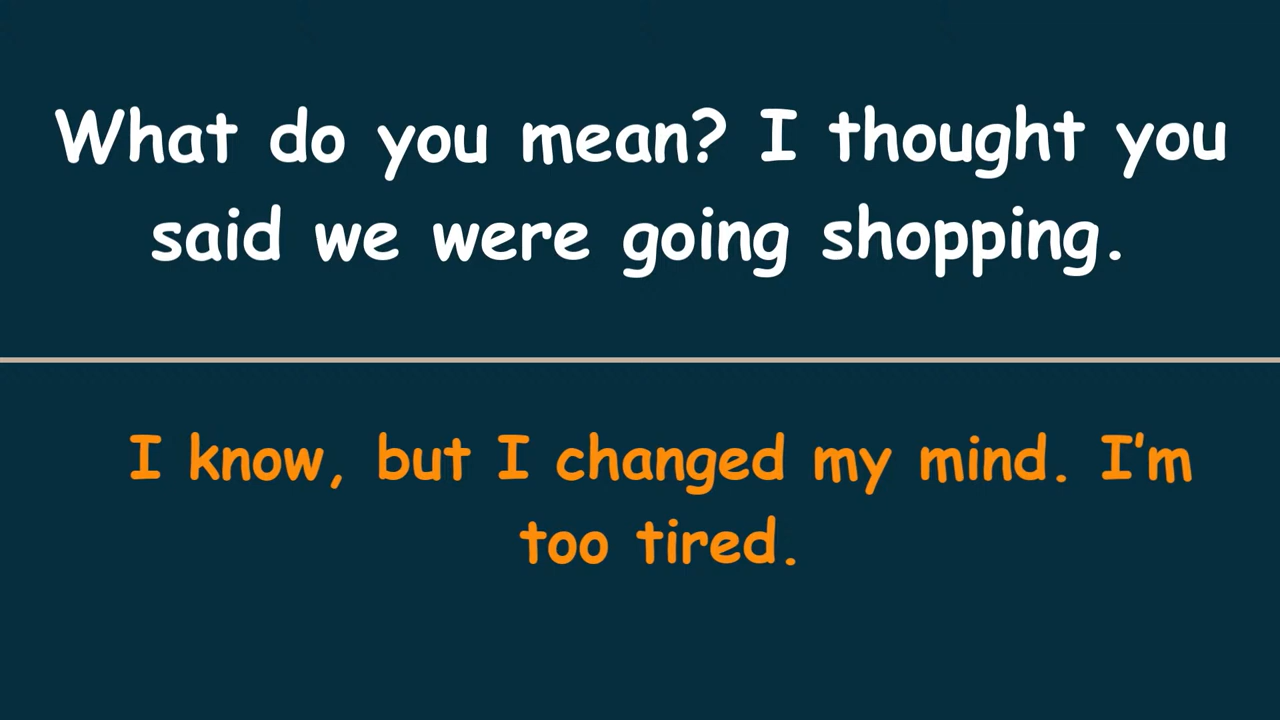 What do you mean? I thought you
said we were going shopping.
I know, but I changed my mind. I'm
too tired.